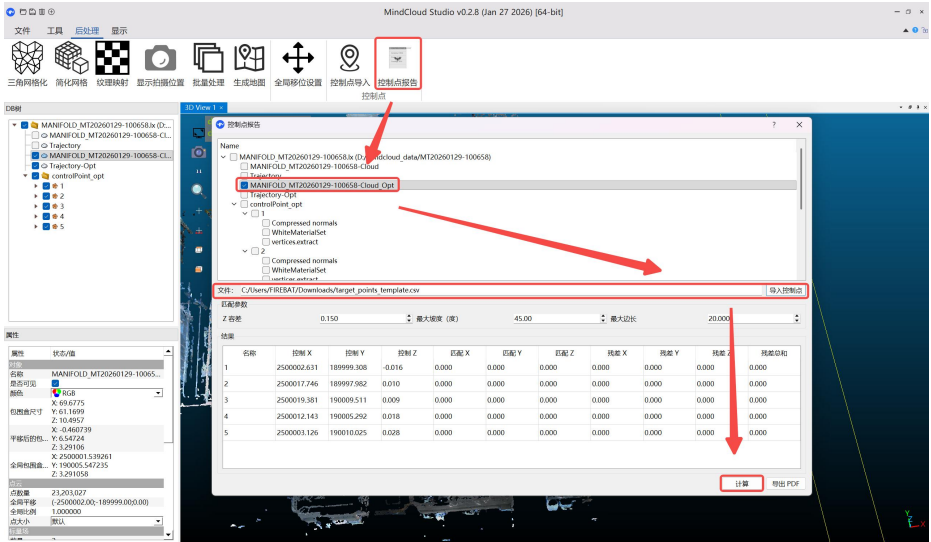 MindCloud Studio v0.2.8 (Jan 27 2026) [64-bit]
文件 工具 后处理 显示
三角网格化 简化网格 纹理映射 显示拍摄位置 批量处理 生成地图 全局移位设置 控制点导入 控制点报告
控制点
DB树
3D View 1
MANIFOLD_MT20260129-100658.lx (D:...
MANIFOLD_MT20260129-100658-Cl...
Trajectory
MANIFOLD_MT20260129-100658-Cl...
Trajectory-Opt
controlPoint_opt
1
2
3
4
5
控制点报告
Name
MANIFOLD_MT20260129-100658.lx
MANIFOLD_MT20260129-100658-Cloud
Trajectory
MANIFOLD_MT20260129-100658-Cloud_Opt
Trajectory-Opt
controlPoint_opt
1
Compressed normals
WhiteMaterialSet
vertices.extract
2
Compressed normals
WhiteMaterialSet
vertices.extract
文件: C:/Users/FIREBAT/Downloads/target_points_template.csv 导入控制点
匹配参数
Z 容差 0.150 最大坡度 (度) 45.00 最大边长 20.000
结果
名称 控制 X 控制 Y 控制 Z 匹配 X 匹配 Y 匹配 Z 残差 X 残差 Y 残差 Z 残差总和
1 2500002.631 189999.308 -0.016 0.000 0.000 0.000 0.000 0.000 0.000 0.000
2 2500017.746 189997.982 0.010 0.000 0.000 0.000 0.000 0.000 0.000 0.000
3 2500019.381 190009.511 0.009 0.000 0.000 0.000 0.000 0.000 0.000 0.000
4 2500012.143 190005.292 0.018 0.000 0.000 0.000 0.000 0.000 0.000 0.000
5 2500003.126 190010.025 0.028 0.000 0.000 0.000 0.000 0.000 0.000 0.000
计算 导出 PDF
属性
属性 状态/值
对象
名称 MANIFOLD_MT20260129-10065...
是否可见
颜色 RGB
X: 69.6775
包围盒尺寸 Y: 61.1699
Z: 10.4957
X: -0.460739
平移后的包... Y: 6.54724
Z: 3.29106
X: 2500001.539261
全局包围盒... Y: 190005.547235
Z: 3.291058
点云
点数量 23,203,027
全局平移 (-2500002.00;-189999.00;0.00)
全局比例 1.000000
点大小 默认
Y
Z
X